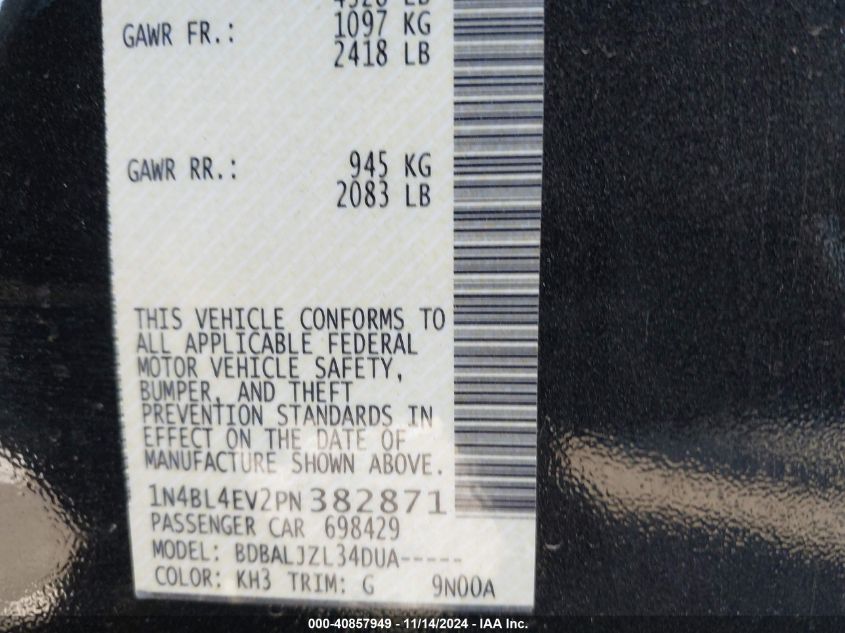 GAWR FR.: 1097 KG
2418 LB
GAWR RR.: 945 KG
2083 LB
THIS VEHICLE CONFORMS TO
ALL APPLICABLE FEDERAL
MOTOR VEHICLE SAFETY,
BUMPER, AND THEFT
PREVENTION STANDARDS IN
EFFECT ON THE DATE OF
MANUFACTURE SHOWN ABOVE.
1N4BL4EV2PN382871
PASSENGER CAR 698429
MODEL: BDBALJZL34DUA-----
COLOR: KH3 TRIM: G 9N00A
000-40857949 - 11/14/2024 - IAA Inc.